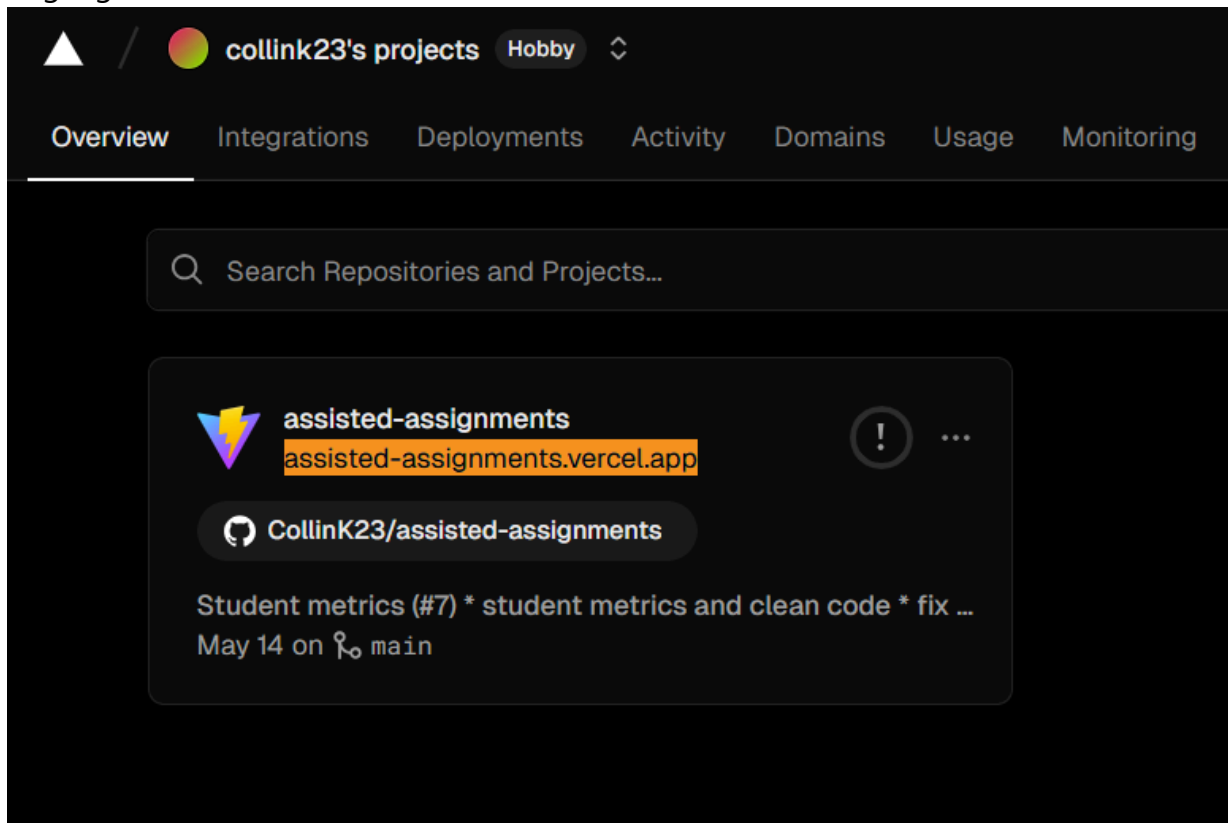 collink23's projects Hobby
Overview Integrations Deployments Activity Domains Usage Monitoring
Search Repositories and Projects...
assisted-assignments
assisted-assignments.vercel.app
CollinK23/assisted-assignments
Student metrics (#7) * student metrics and clean code * fix ...
May 14 on main